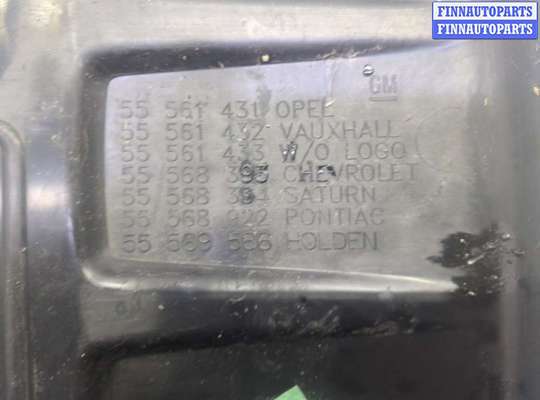 FINNAUTOPARTS
FINNAUTOPARTS
GM
55 561 431 OPEL
55 561 432 VAUXHALL
55 561 433 W/O LOGO
55 568 393 CHEVROLET
55 568 394 SATURN
55 568 922 PONTIAC
55 569 566 HOLDEN